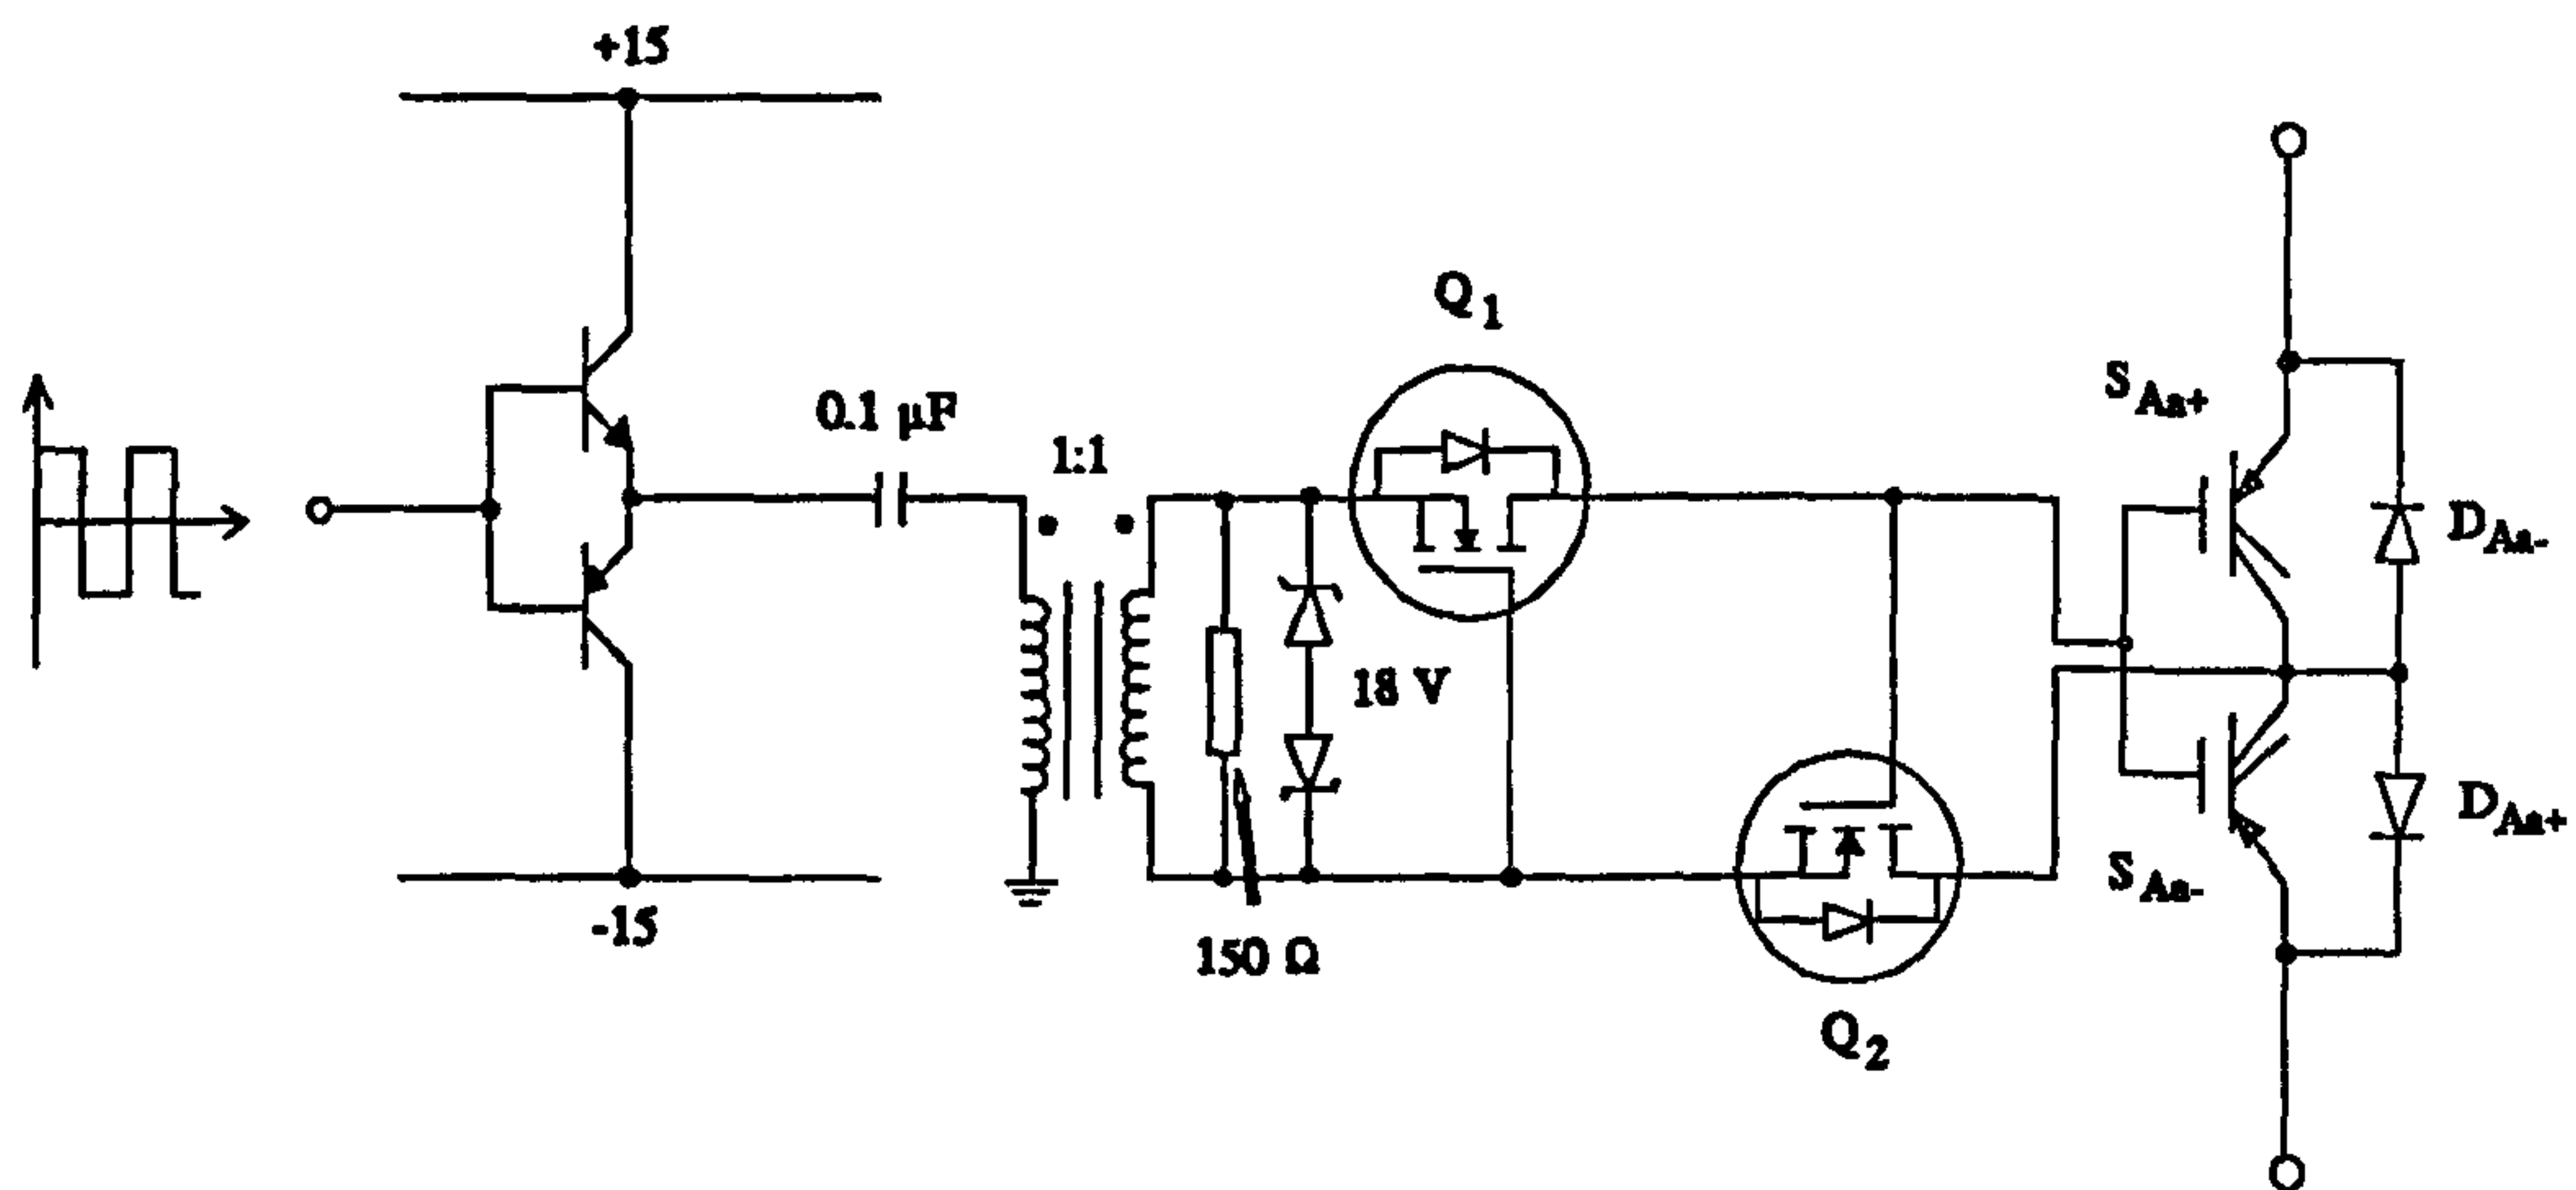 +15
Q1
SAa+
0.1 µF
1:1
DAa-
18 V
DAa+
SAa-
-15
150 Ω
Q2